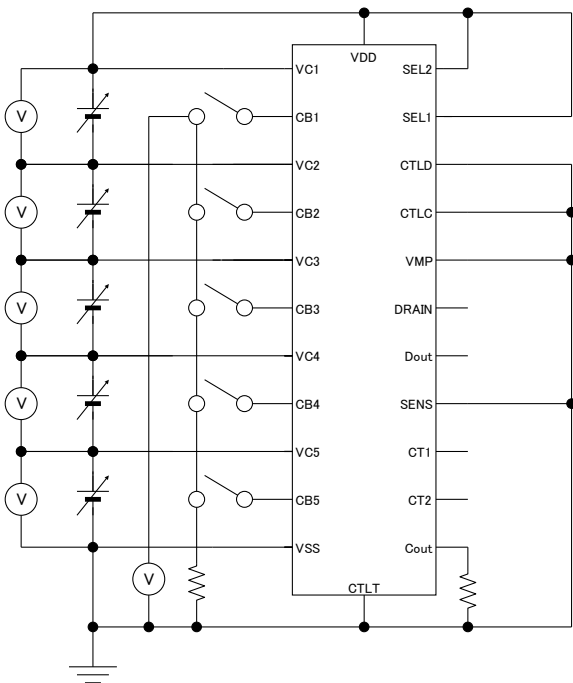 VDD
VC1
SEL2
V
CB1
SEL1
VC2
CTLD
V
CB2
CTLC
VC3
VMP
V
CB3
DRAIN
VC4
Dout
V
CB4
SENS
VC5
CT1
V
CB5
CT2
VSS
Cout
V
CTLT